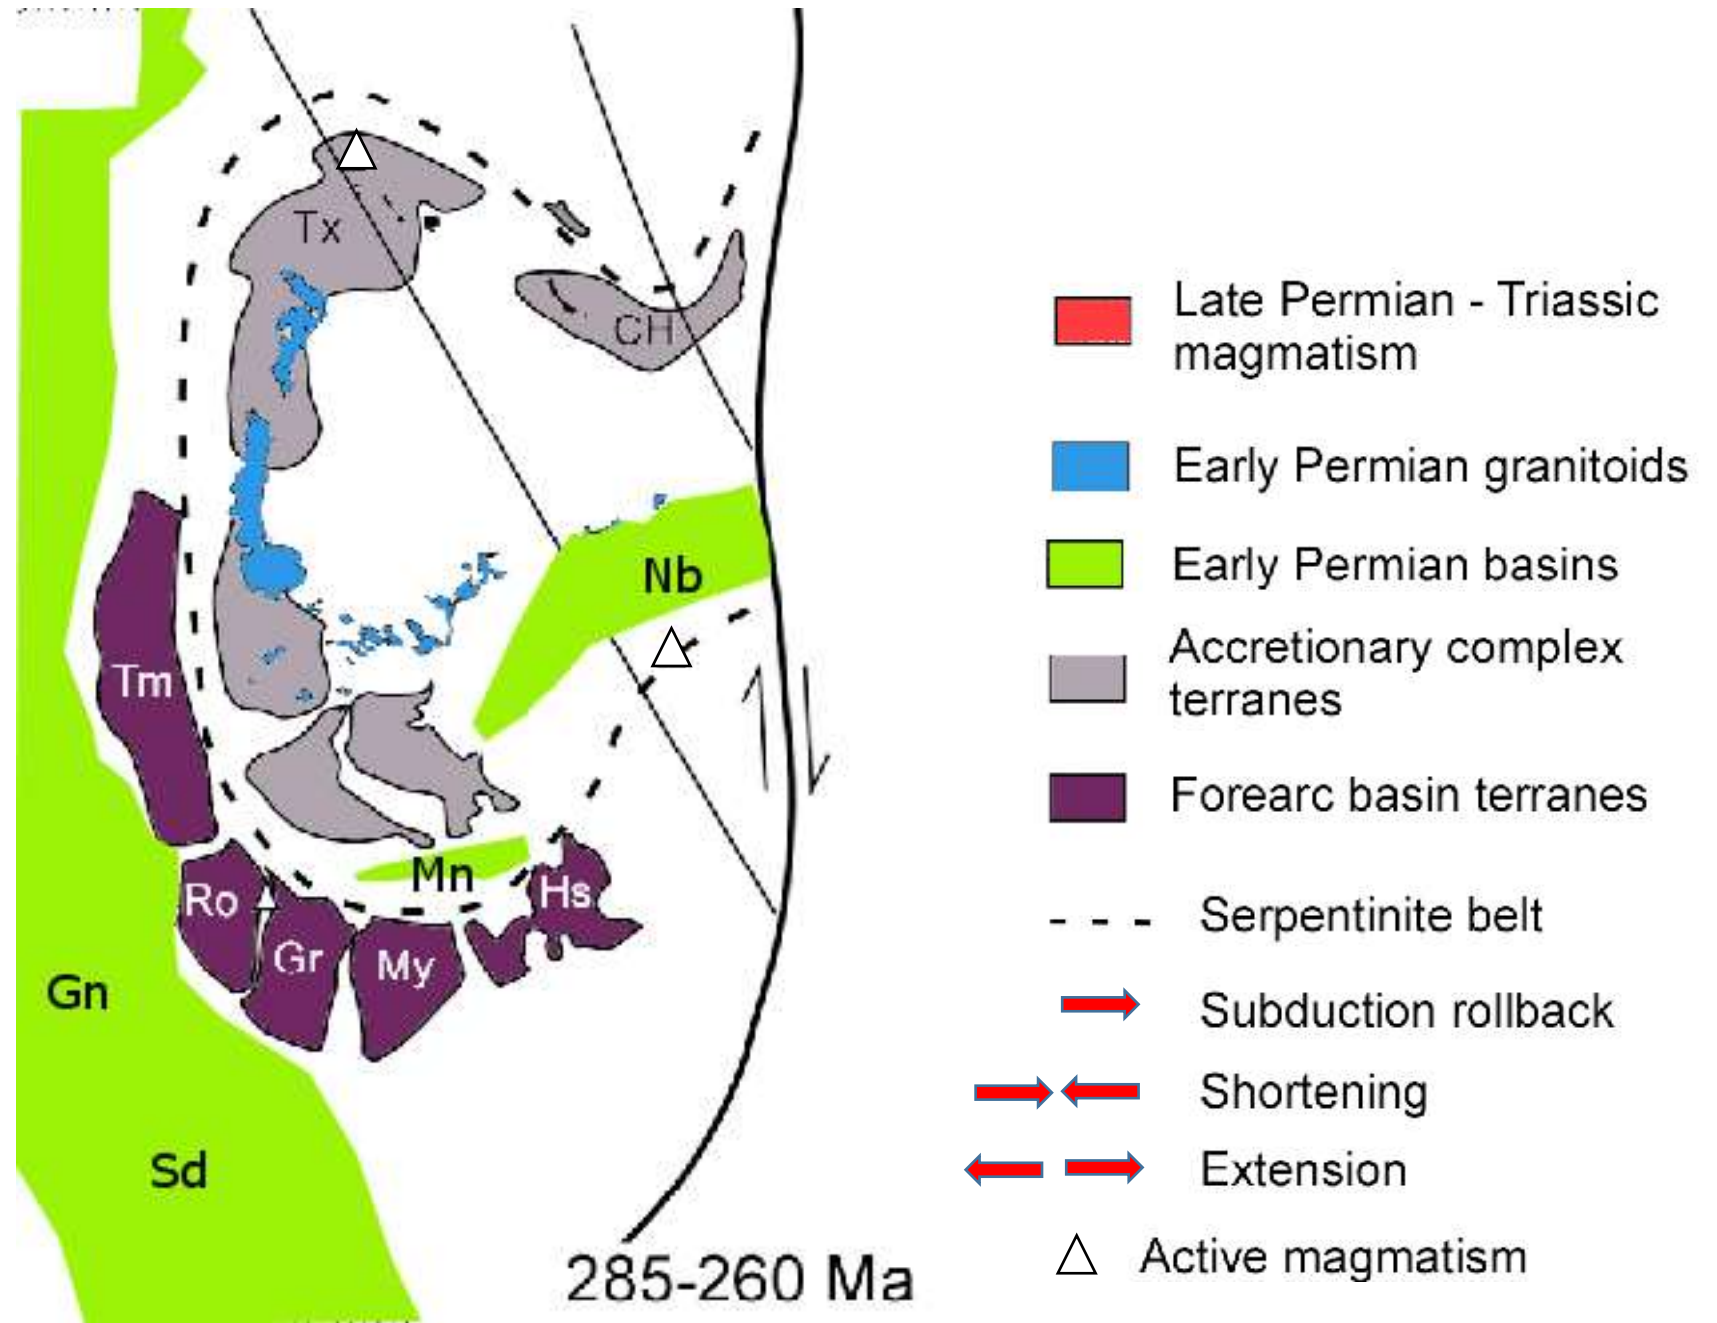 Tx
CH
Nb
Tm
Mn
Ro
Hs
Gr
My
Gn
Sd
285-260 Ma
Late Permian - Triassic
magmatism
Early Permian granitoids
Early Permian basins
Accretionary complex
terranes
Forearc basin terranes
Serpentinite belt
Subduction rollback
Shortening
Extension
Active magmatism